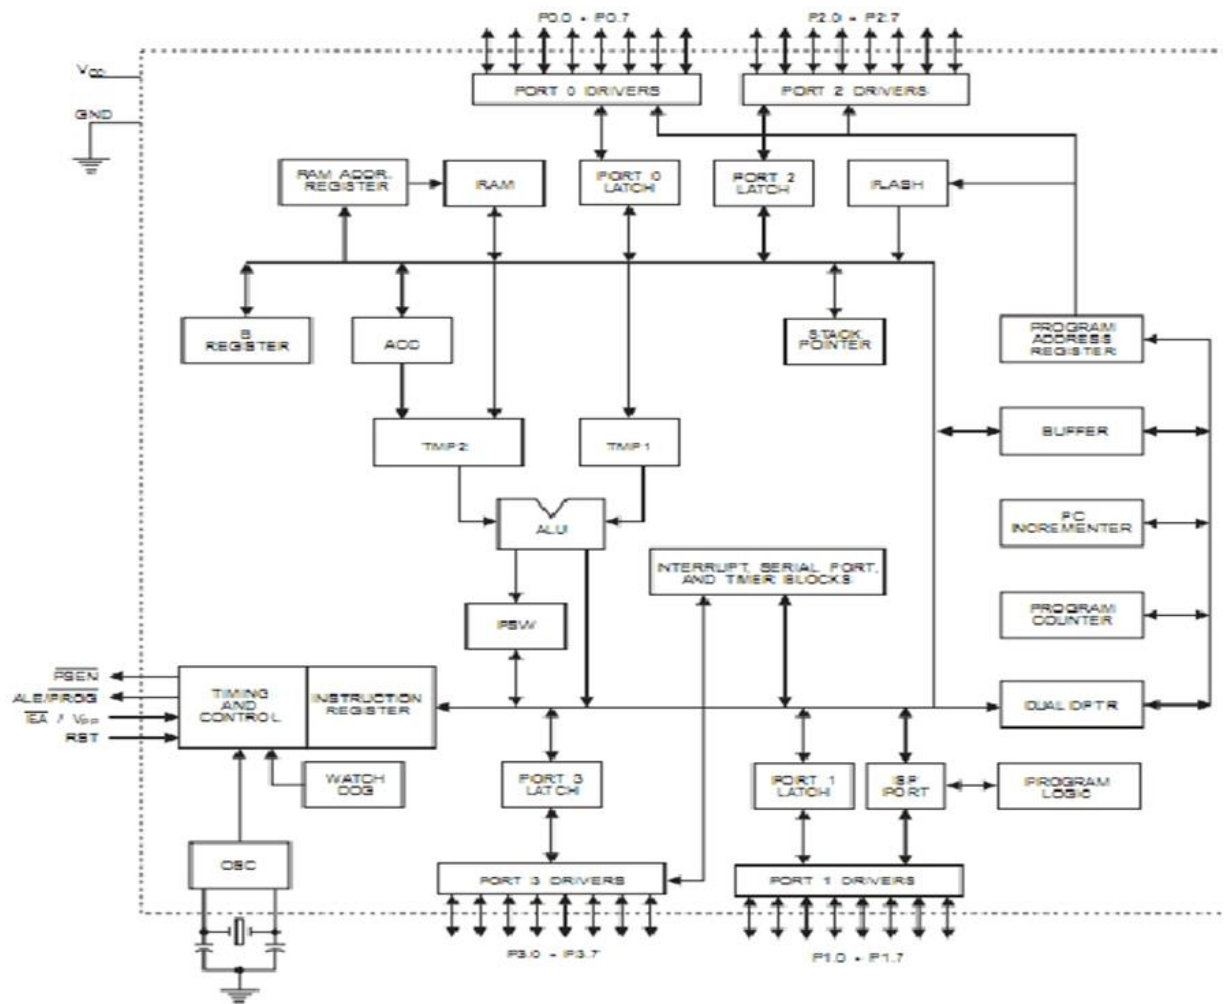 P0.0 - P0.7
P2.0 - P2.7
VCC
GND
PORT 0 DRIVERS
PORT 2 DRIVERS
RAM ADDR.
REGISTER
RAM
PORT 0
LATCH
PORT 2
LATCH
FLASH
B
REGISTER
ACC
STACK
POINTER
PROGRAM
ADDRESS
REGISTER
BUFFER
TMP2
TMP1
ALU
PC
INCREMENTER
INTERRUPT, SERIAL PORT,
AND TIMER BLOCKS
PROGRAM
COUNTER
PSW
PSEN
ALE/PROG
EA / VPP
RST
TIMING
AND
CONTROL
INSTRUCTION
REGISTER
DUAL DPTR
WATCH
DOG
PORT 3
LATCH
PORT 1
LATCH
ISP
PORT
PROGRAM
LOGIC
OSC
PORT 3 DRIVERS
PORT 1 DRIVERS
P3.0 - P3.7
P1.0 - P1.7